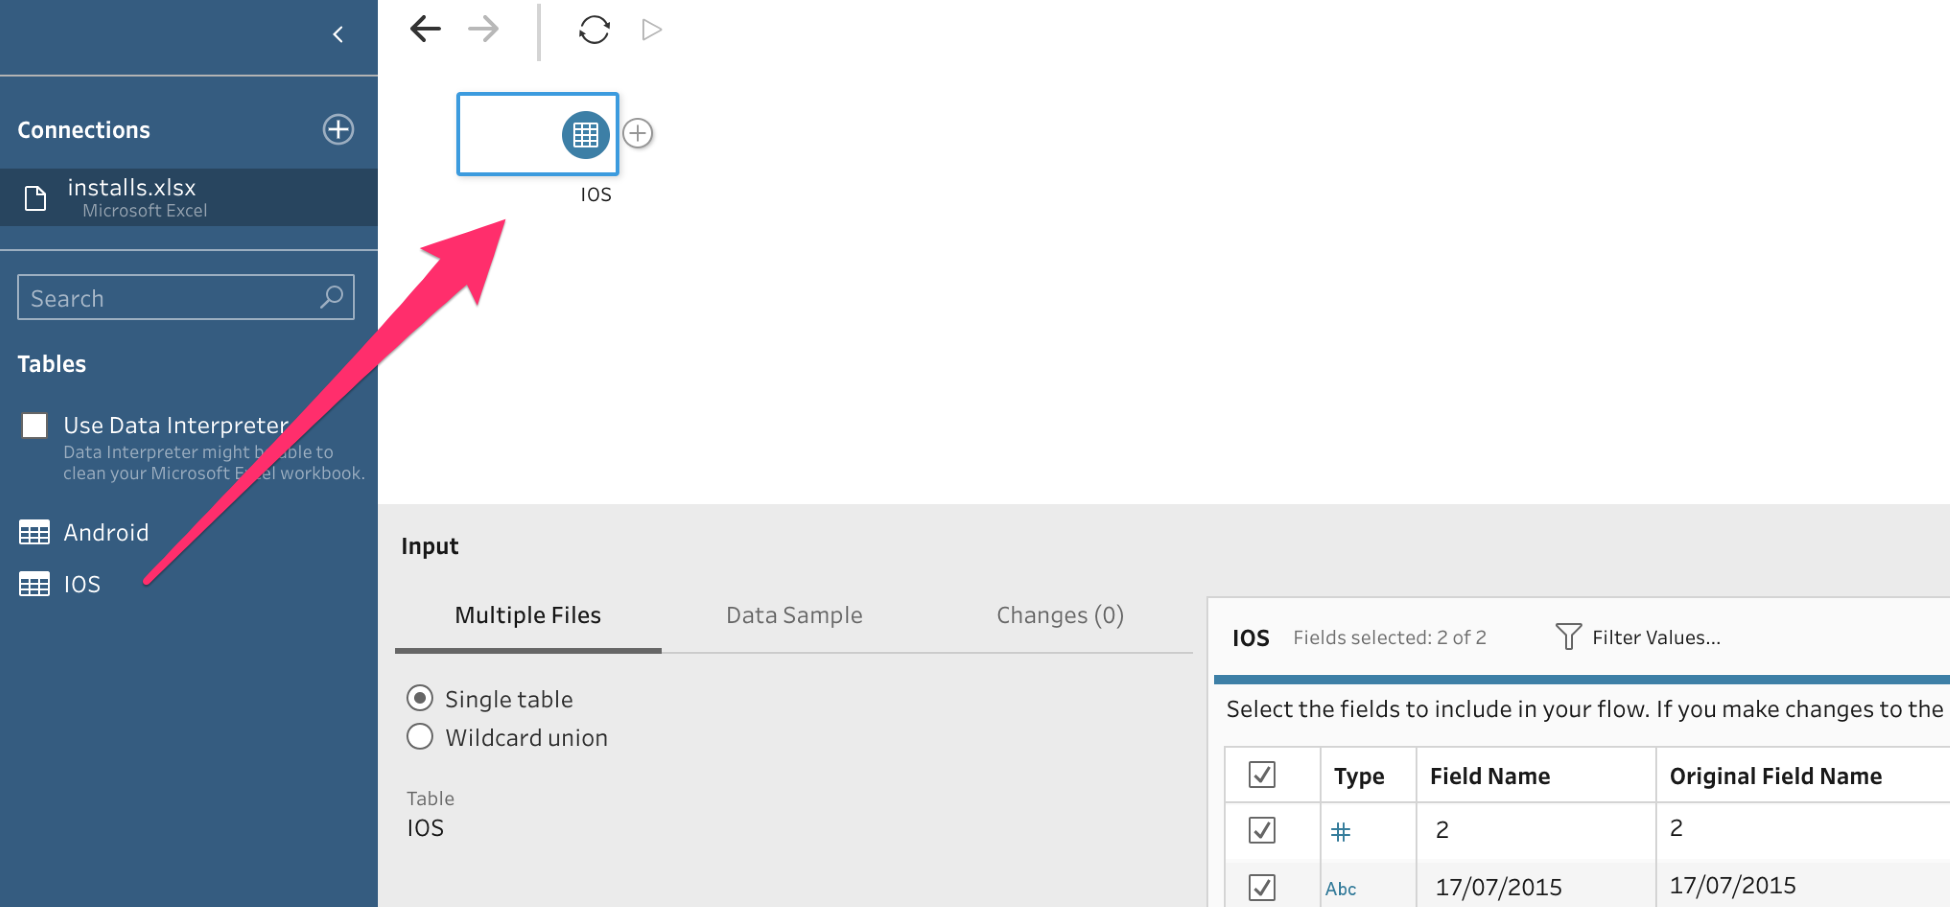 Connections
installs.xlsx
Microsoft Excel
Search
Tables
Use Data Interpreter
Data Interpreter might be able to
clean your Microsoft Excel workbook.
Android
IOS
IOS
Input
Multiple Files
Data Sample
Changes (0)
Single table
Wildcard union
Table
IOS
IOS Fields selected: 2 of 2 Filter Values...
Select the fields to include in your flow. If you make changes to the
Type Field Name Original Field Name
# 2 2
Abc 17/07/2015 17/07/2015